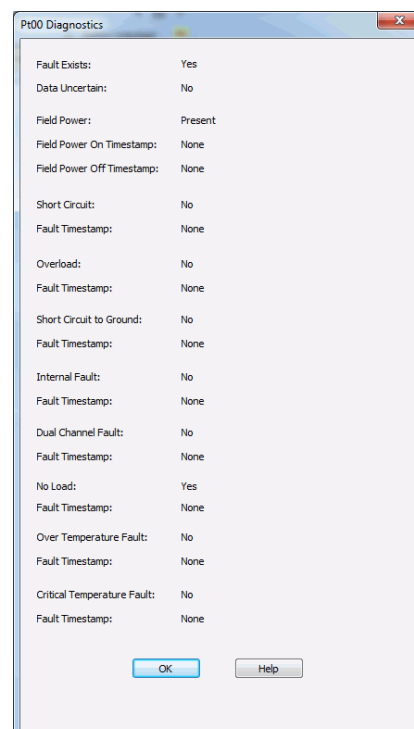 Pt00 Diagnostics
Fault Exists: Yes
Data Uncertain: No
Field Power: Present
Field Power On Timestamp: None
Field Power Off Timestamp: None
Short Circuit: No
Fault Timestamp: None
Overload: No
Fault Timestamp: None
Short Circuit to Ground: No
Fault Timestamp: None
Internal Fault: No
Fault Timestamp: None
Dual Channel Fault: No
Fault Timestamp: None
No Load: Yes
Fault Timestamp: None
Over Temperature Fault: No
Fault Timestamp: None
Critical Temperature Fault: No
Fault Timestamp: None
OK Help